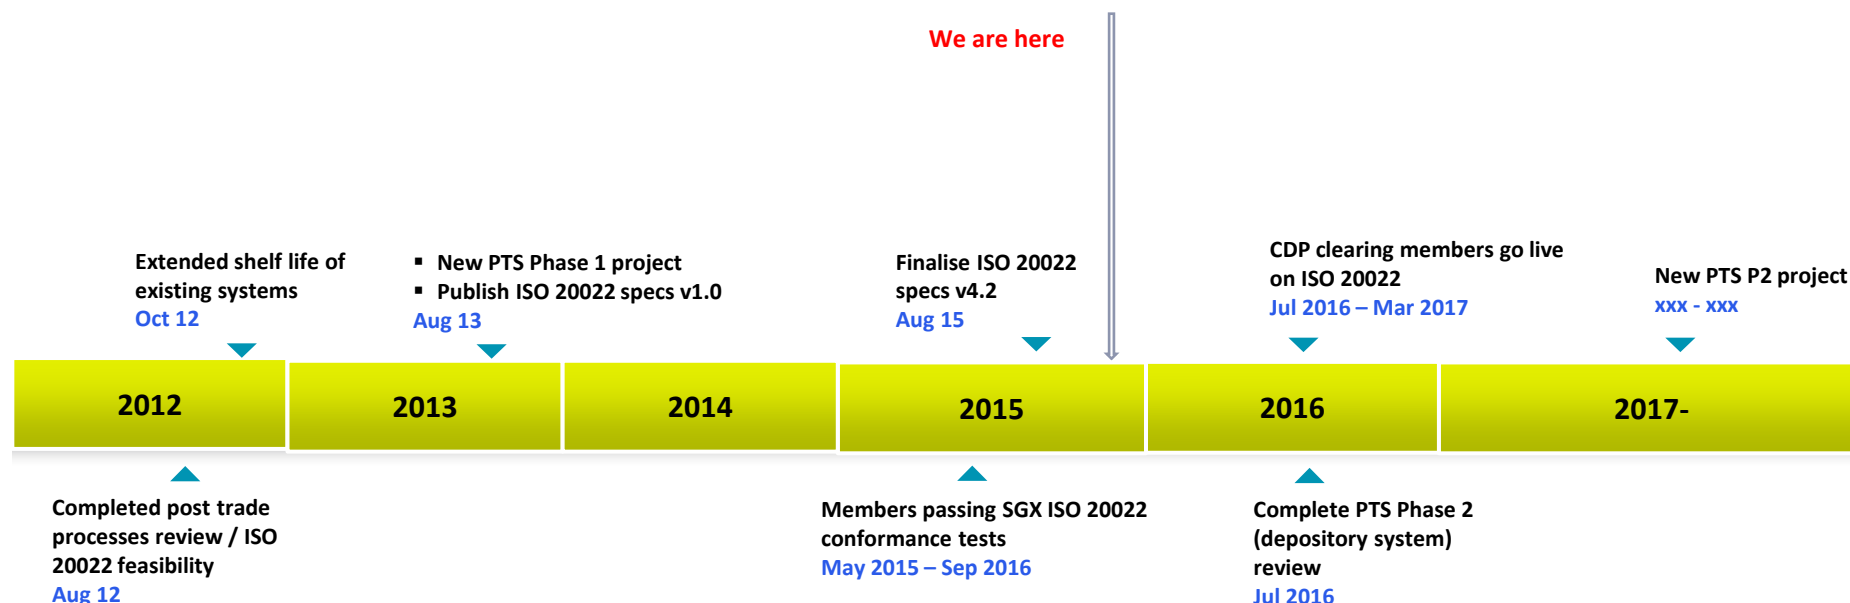 We are here
Extended shelf life of
existing systems
Oct 12
▪ New PTS Phase 1 project
▪ Publish ISO 20022 specs v1.0
Aug 13
Finalise ISO 20022
specs v4.2
Aug 15
CDP clearing members go live
on ISO 20022
Jul 2016 – Mar 2017
New PTS P2 project
xxx - xxx
2012
2013
2014
2015
2016
2017-
Completed post trade
processes review / ISO
20022 feasibility
Aug 12
Members passing SGX ISO 20022
conformance tests
May 2015 – Sep 2016
Complete PTS Phase 2
(depository system)
review
Jul 2016